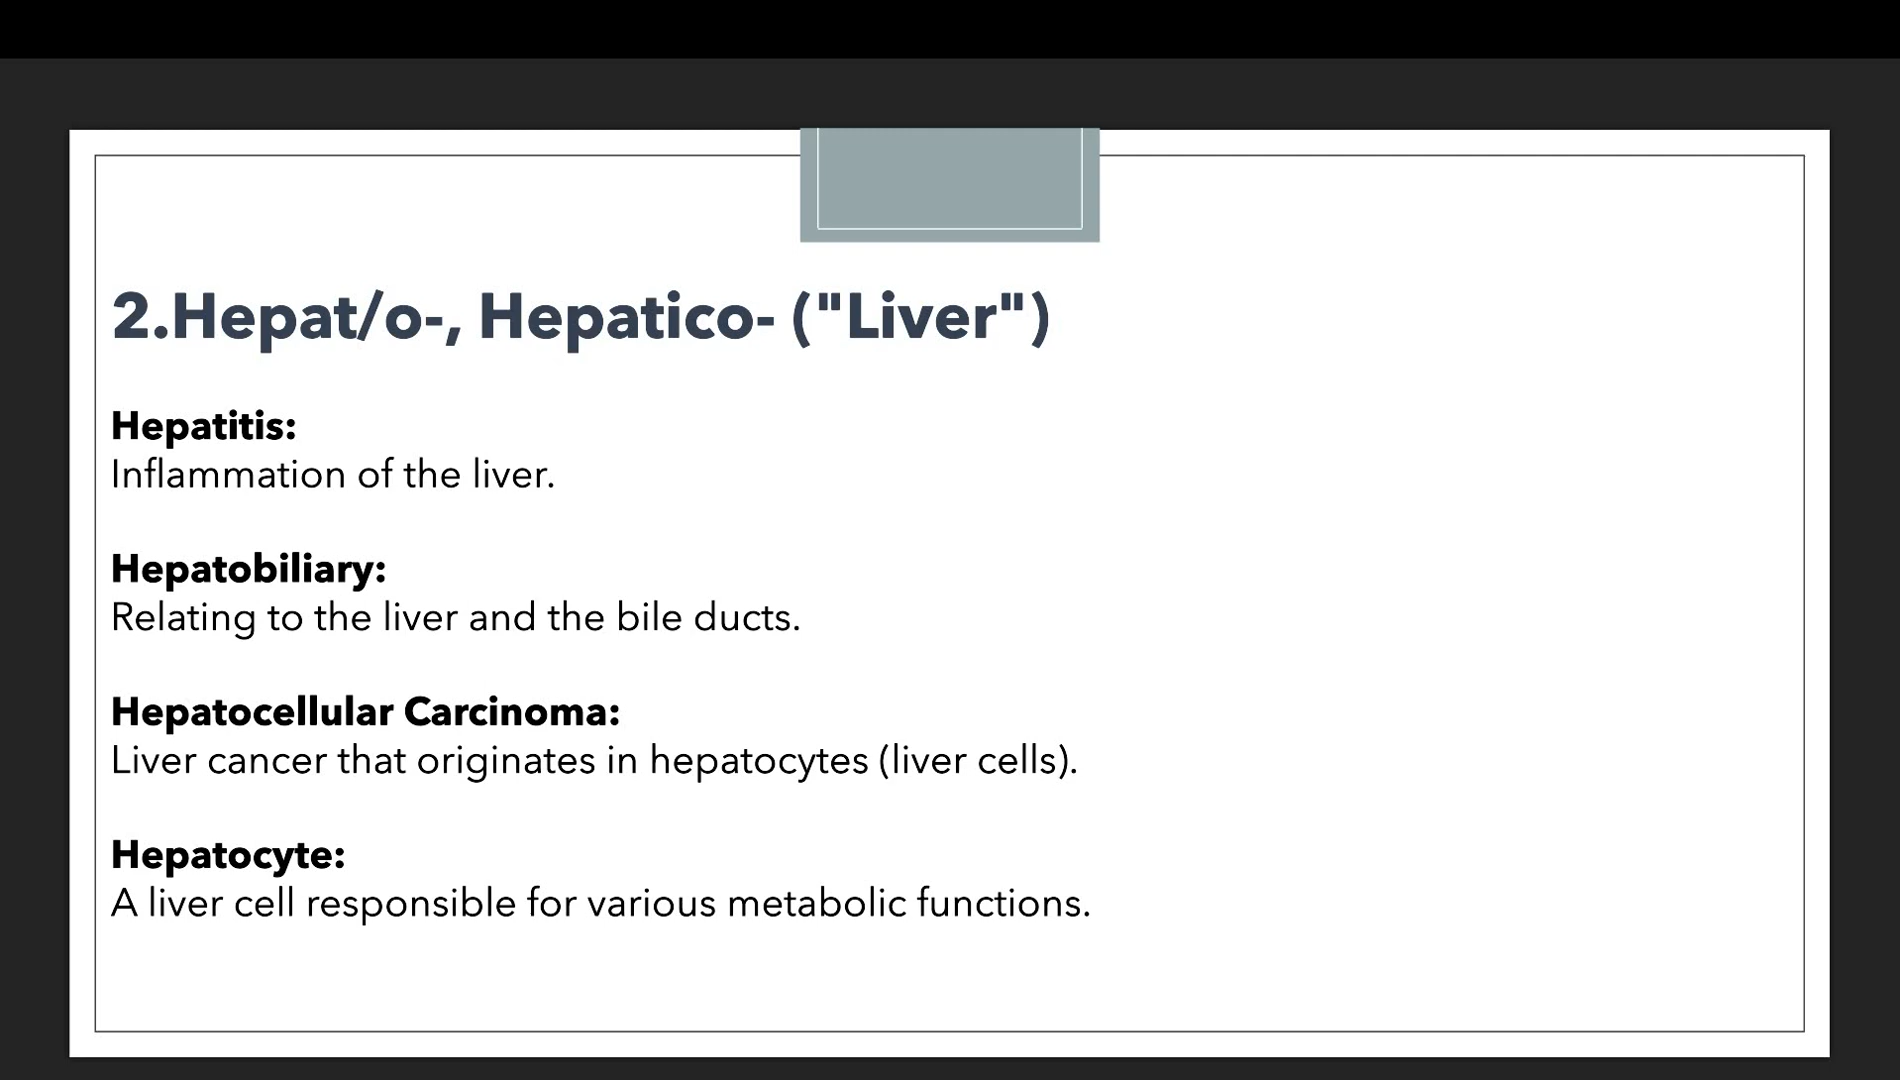 2.Hepat/o-, Hepatico- ("Liver")
Hepatitis:
Inflammation of the liver.
Hepatobiliary:
Relating to the liver and the bile ducts.
Hepatocellular Carcinoma:
Liver cancer that originates in hepatocytes (liver cells).
Hepatocyte:
A liver cell responsible for various metabolic functions.